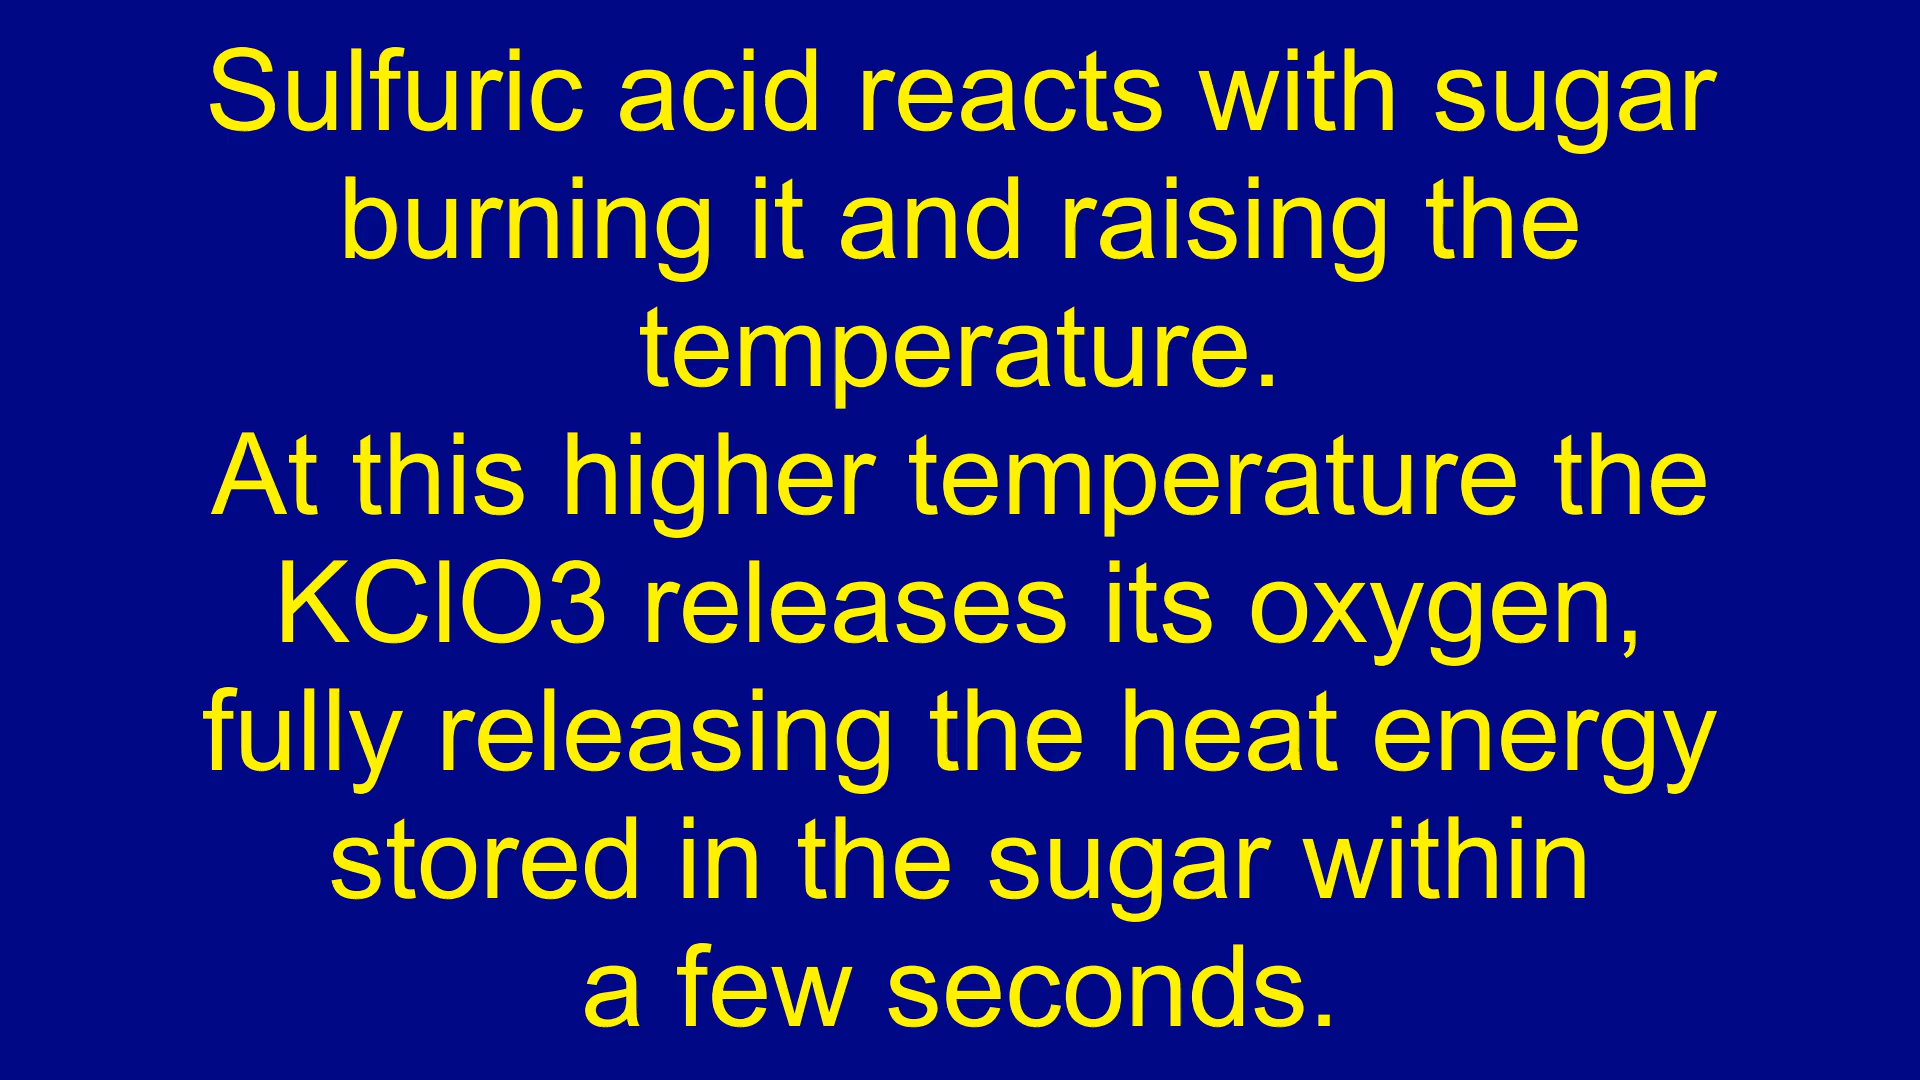 Sulfuric acid reacts with sugar
burning it and raising the
temperature.
At this higher temperature the
KClO3 releases its oxygen,
fully releasing the heat energy
stored in the sugar within
a few seconds.